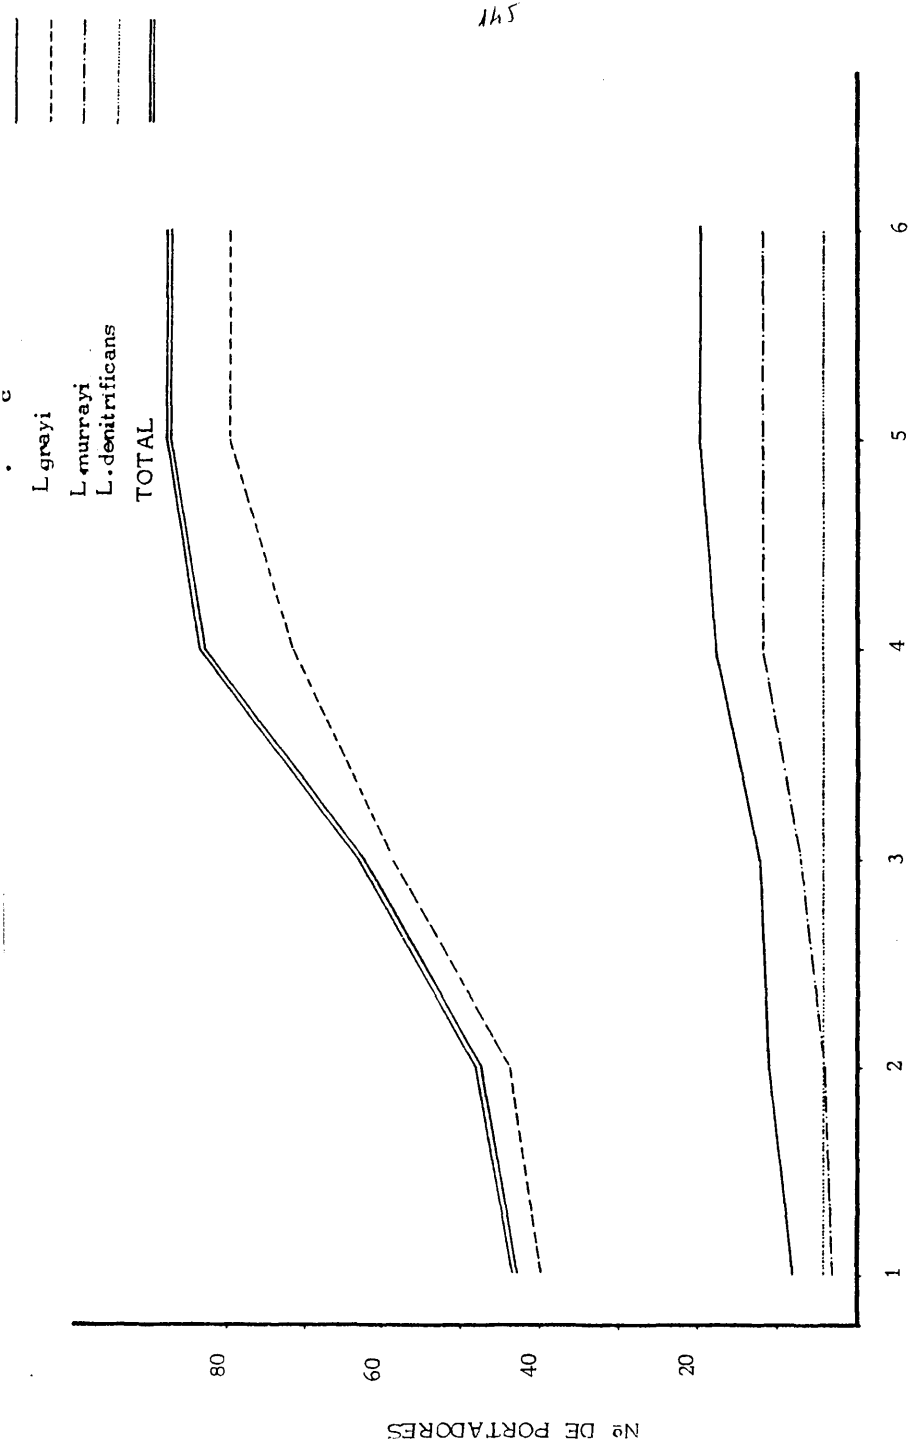 145
L grayi
L.murrayi
L.denitrificans
TOTAL
Nº DE PORTADORES
80
60
40
20
1 2 3 4 5 6